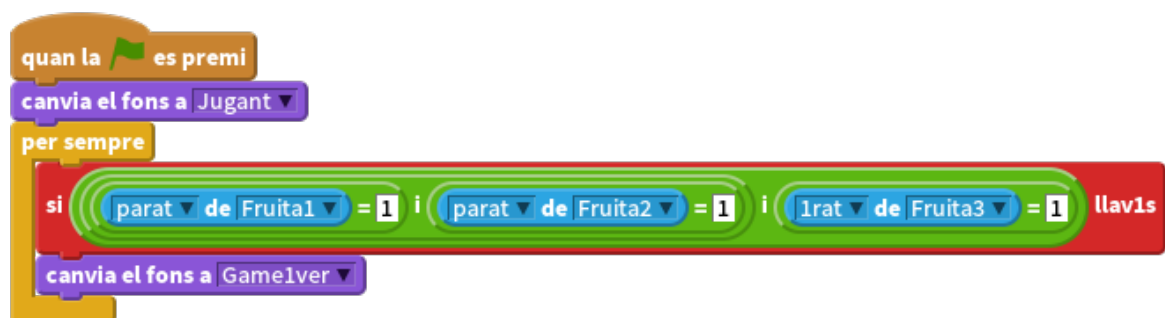 quan la es premi
canvia el fons a Jugant
per sempre
si parat de Fruita1 = 1 i parat de Fruita2 = 1 i 1rat de Fruita3 = 1 llav1s
canvia el fons a Game1ver